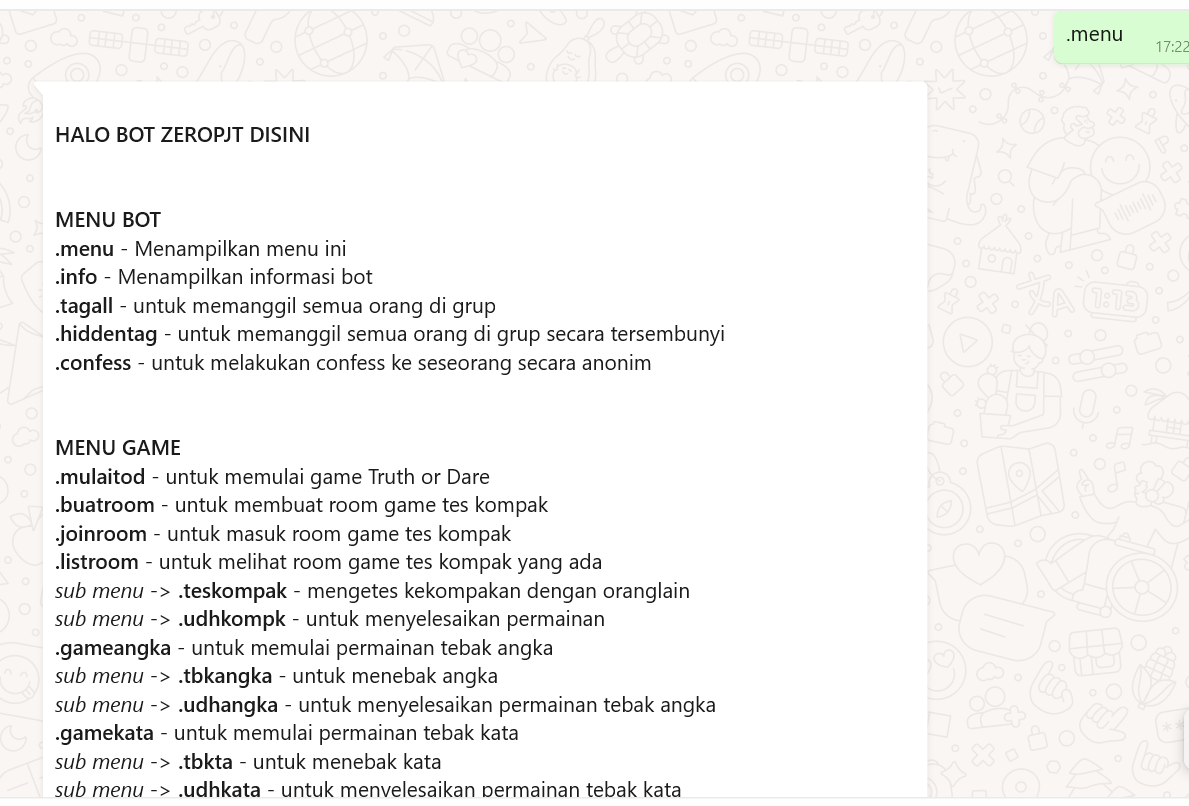 .menu
17:22
HALO BOT ZEROPJT DISINI
MENU BOT
.menu - Menampilkan menu ini
.info - Menampilkan informasi bot
.tagall - untuk memanggil semua orang di grup
.hiddentag - untuk memanggil semua orang di grup secara tersembunyi
.confess - untuk melakukan confess ke seseorang secara anonim
MENU GAME
.mulaitod - untuk memulai game Truth or Dare
.buatroom - untuk membuat room game tes kompak
.joinroom - untuk masuk room game tes kompak
.listroom - untuk melihat room game tes kompak yang ada
sub menu -> .teskompak - mengetes kekompakan dengan oranglain
sub menu -> .udhkompk - untuk menyelesaikan permainan
.gameangka - untuk memulai permainan tebak angka
sub menu -> .tbkangka - untuk menebak angka
sub menu -> .udhangka - untuk menyelesaikan permainan tebak angka
.gamekata - untuk memulai permainan tebak kata
sub menu -> .tbkta - untuk menebak kata
sub menu -> .udhkata - untuk menyelesaikan permainan tebak kata